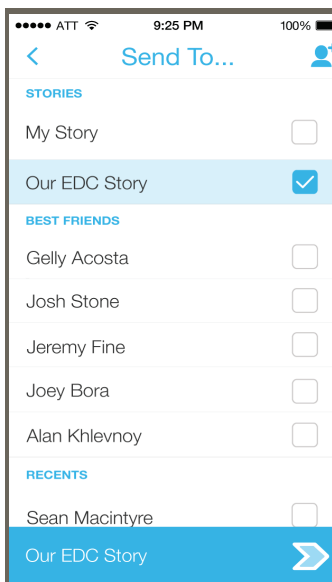 ATT 9:25 PM 100%
Send To...
STORIES
My Story
Our EDC Story
BEST FRIENDS
Gelly Acosta
Josh Stone
Jeremy Fine
Joey Bora
Alan Khlevnoy
RECENTS
Sean Macintyre
Our EDC Story